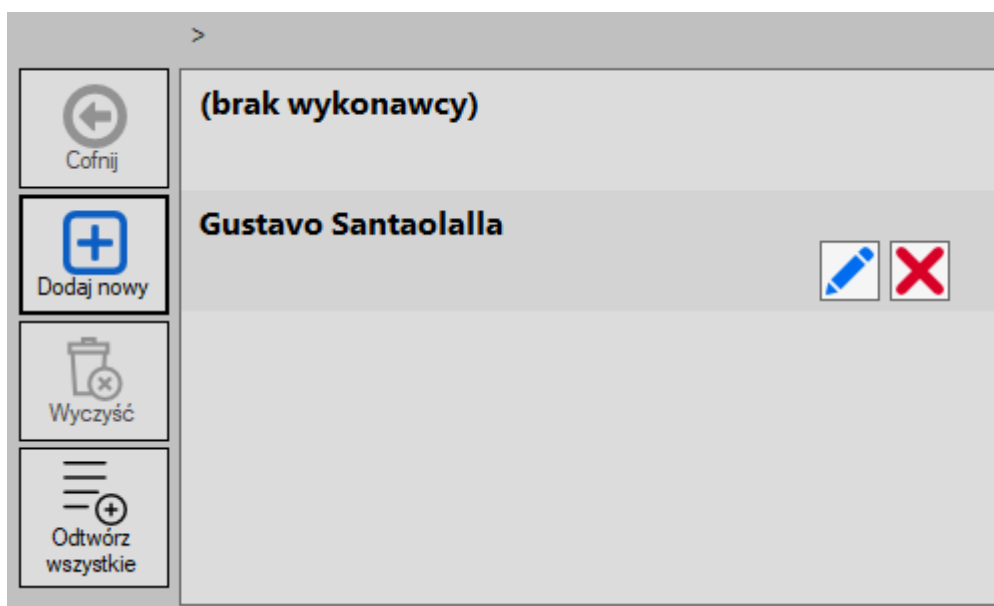 >
(brak wykonawcy)
Cofnij
Gustavo Santaolalla
Dodaj nowy
Wyczyść
Odtwórz
wszystkie